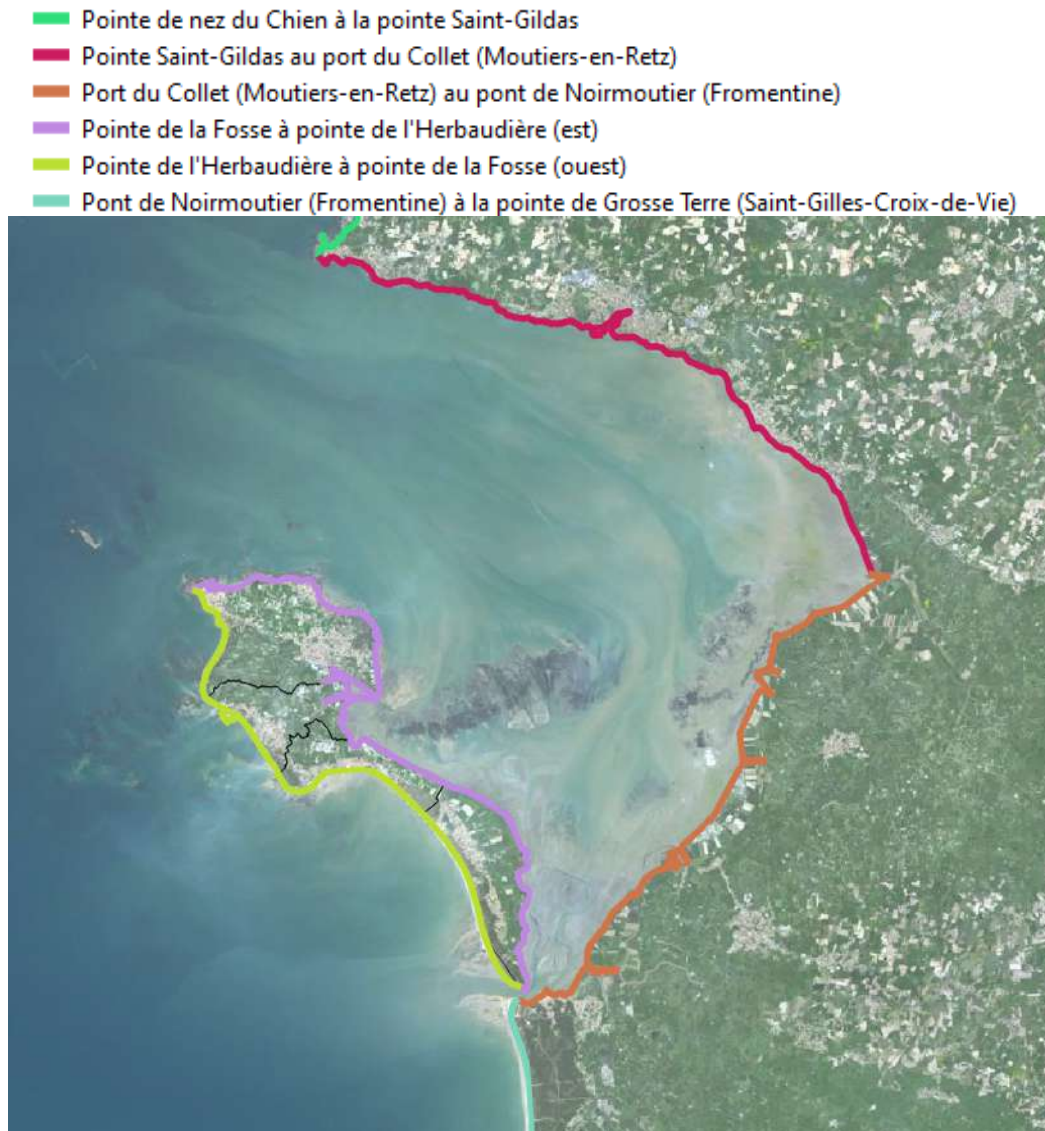 Pointe de nez du Chien à la pointe Saint-Gildas
Pointe Saint-Gildas au port du Collet (Moutiers-en-Retz)
Port du Collet (Moutiers-en-Retz) au pont de Noirmoutier (Fromentine)
Pointe de la Fosse à pointe de l'Herbaudière (est)
Pointe de l'Herbaudière à pointe de la Fosse (ouest)
Pont de Noirmoutier (Fromentine) à la pointe de Grosse Terre (Saint-Gilles-Croix-de-Vie)